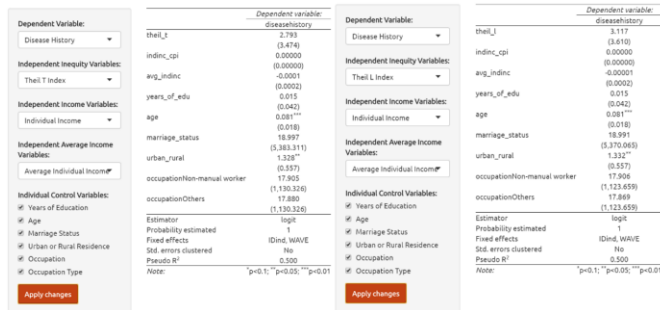 Dependent Variable:
Disease History
Independent Inequity Variables:
Theil T Index
Independent Income Variables:
Individual Income
Independent Average Income
Variables:
Average Individual Income
Individual Control Variables:
Years of Education
Age
Marriage Status
Urban or Rural Residence
Occupation
Occupation Type
Apply changes
Dependent variable:
diseasehistory
theil_t 2.793
(3.474)
indinc_cpi 0.00000
(0.00000)
avg_indinc -0.0001
(0.0002)
years_of_edu 0.015
(0.042)
age 0.081***
(0.018)
marriage_status 18.997
(5,383.311)
urban_rural 1.328**
(0.557)
occupationNon-manual worker 17.905
(1,130.326)
occupationOthers 17.880
(1,130.326)
Estimator logit
Probability estimated 1
Fixed effects IDind, WAVE
Std. errors clustered No
Pseudo R² 0.500
Note: *p<0.1; **p<0.05; ***p<0.01
Dependent Variable:
Disease History
Independent Inequity Variables:
Theil L Index
Independent Income Variables:
Individual Income
Independent Average Income
Variables:
Average Individual Income
Individual Control Variables:
Years of Education
Age
Marriage Status
Urban or Rural Residence
Occupation
Occupation Type
Apply changes
Dependent variable:
diseasehistory
theil_L 3.117
(3.610)
indinc_cpi 0.00000
(0.00000)
avg_indinc -0.00001
(0.0002)
years_of_edu 0.015
(0.042)
age 0.081***
(0.018)
marriage_status 18.991
(5,370.065)
urban_rural 1.332**
(0.557)
occupationNon-manual worker 17.906
(1,123.659)
occupationOthers 17.869
(1,123.659)
Estimator logit
Probability estimated 1
Fixed effects IDind, WAVE
Std. errors clustered No
Pseudo R² 0.500
Note: *p<0.1; **p<0.05; ***p<0.01